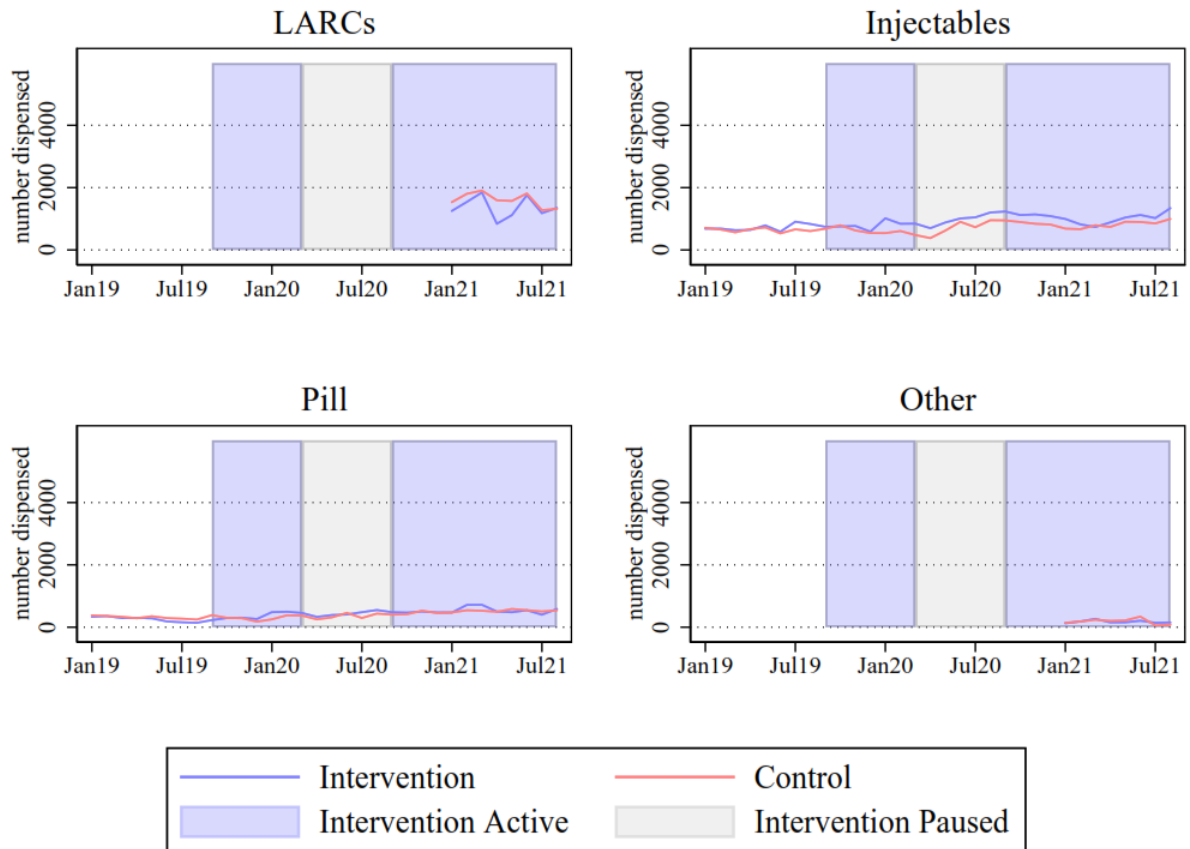 LARCs
number dispensed
4000
2000
0
Jan19 Jul19 Jan20 Jul20 Jan21 Jul21
Injectables
number dispensed
4000
2000
0
Jan19 Jul19 Jan20 Jul20 Jan21 Jul21
Pill
number dispensed
4000
2000
0
Jan19 Jul19 Jan20 Jul20 Jan21 Jul21
Other
number dispensed
4000
2000
0
Jan19 Jul19 Jan20 Jul20 Jan21 Jul21
Intervention Control
Intervention Active Intervention Paused